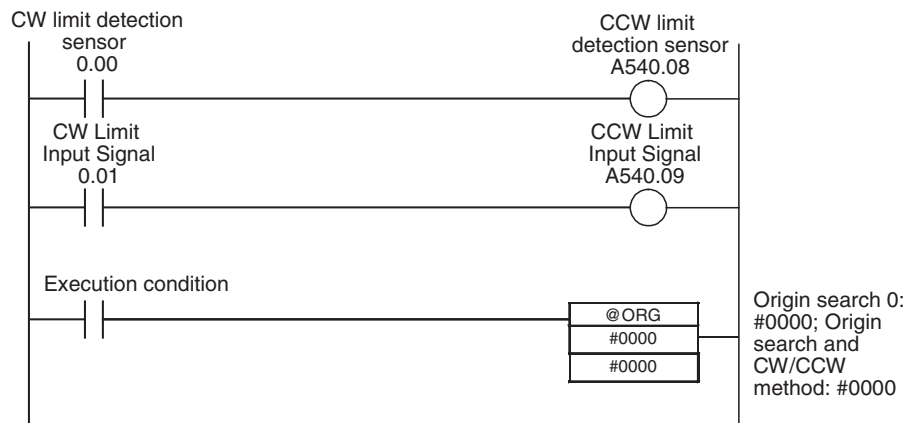 CW limit detection
sensor
0.00
CCW limit
detection sensor
A540.08
CW Limit
Input Signal
0.01
CCW Limit
Input Signal
A540.09
Execution condition
@ORG
#0000
#0000
Origin search 0:
#0000; Origin
search and
CW/CCW
method: #0000